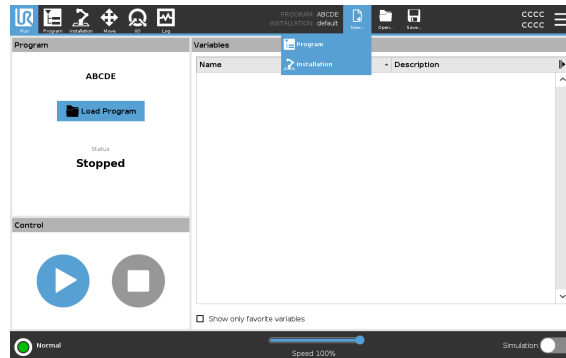 UR
Run
Program
Installation
Move
I/O
Log
PROGRAM ABCDE
INSTALLATION default
New...
Open...
Save...
CCCC
CCCC
Program
Installation
Program
ABCDE
Load Program
Status
Stopped
Control
Variables
Name
Description
Show only favorite variables
Normal
Speed 100%
Simulation